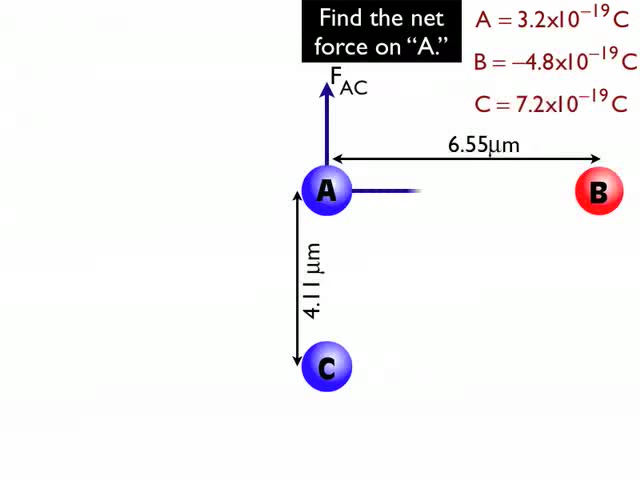 Find the net
force on “A.”
A = 3.2x10⁻¹⁹C
B = −4.8x10⁻¹⁹C
C = 7.2x10⁻¹⁹C
F_AC
6.55µm
A
B
4.11 µm
C